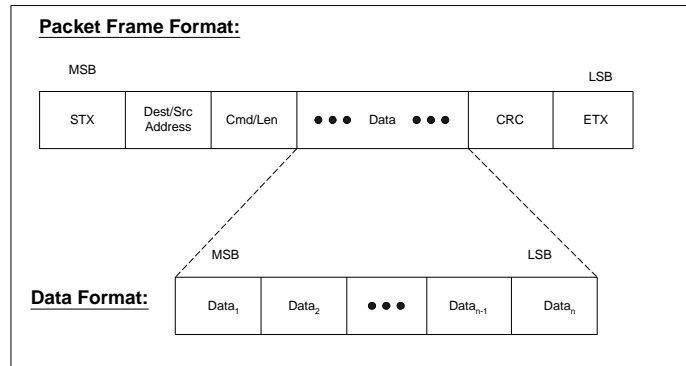 Packet Frame Format:
MSB
LSB
STX
Dest/Src
Address
Cmd/Len
Data
CRC
ETX
MSB
LSB
Data Format:
Data₁
Data₂
Dataₙ₋₁
Dataₙ